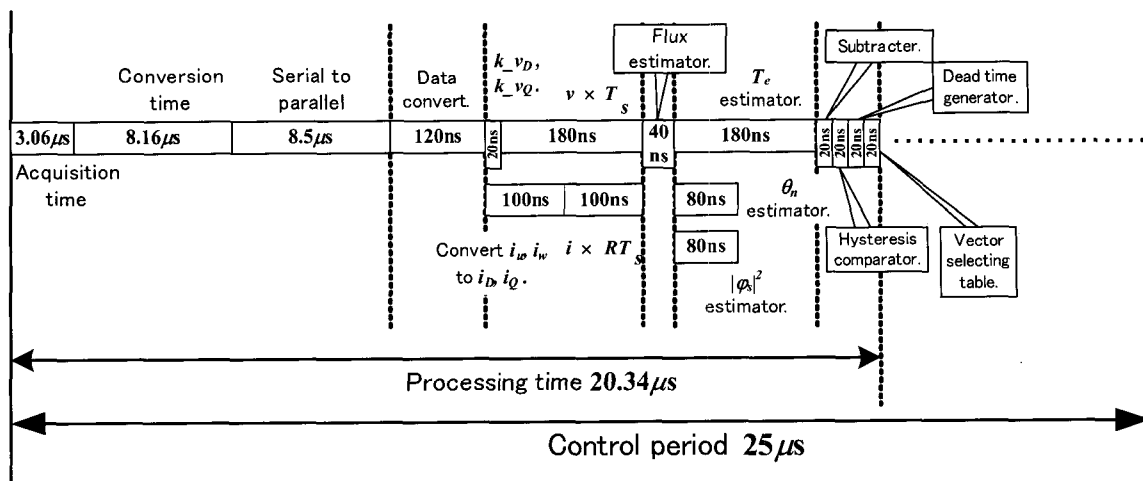 Conversion time
Serial to parallel
Data convert.
k_v_D,
k_v_Q.
v × T_s
Flux estimator.
T_e estimator.
Subtracter.
Dead time generator.
3.06μs
8.16μs
8.5μs
120ns
20ns
180ns
40 ns
180ns
20ns
20ns
20ns
20ns
Acquisition time
100ns
100ns
80ns
θ_n estimator.
Convert i_u, i_w to i_D, i_Q.
i × RT_s
80ns
|φ_s|² estimator.
Hysteresis comparator.
Vector selecting table.
Processing time 20.34μs
Control period 25μs